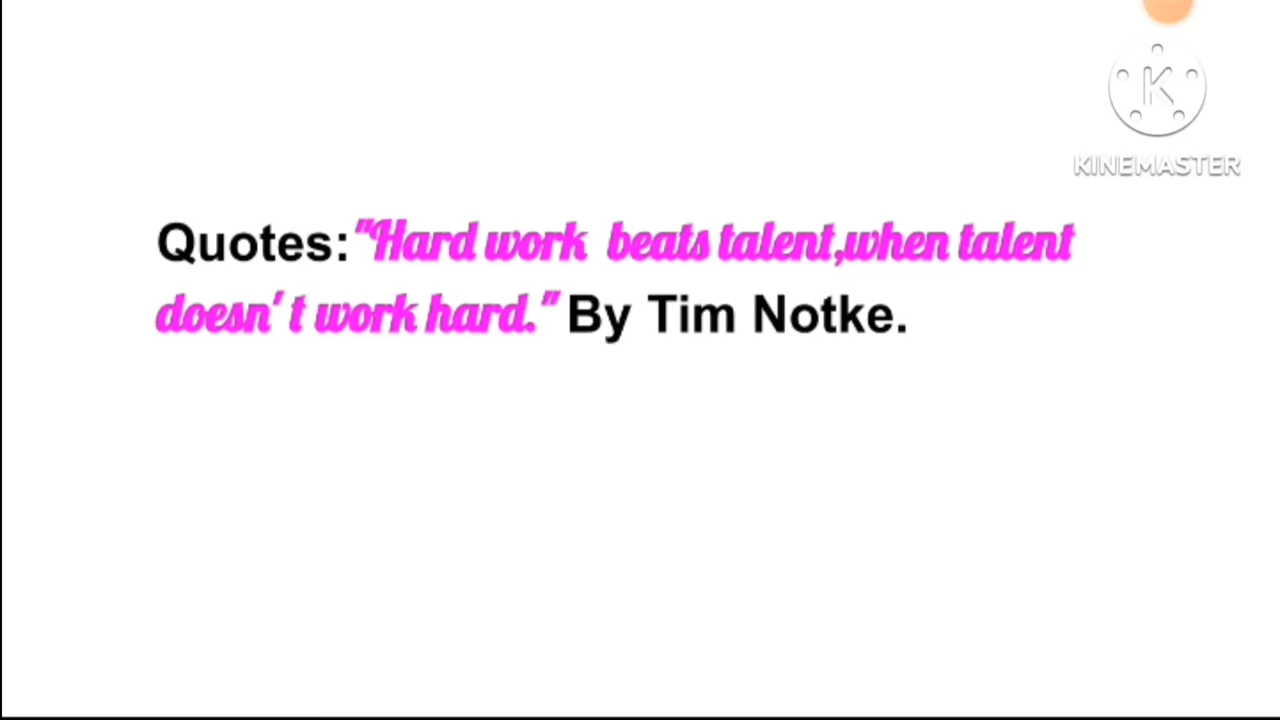 KINEMASTER
Quotes:"Hard work beats talent,when talent
doesn't work hard." By Tim Notke.